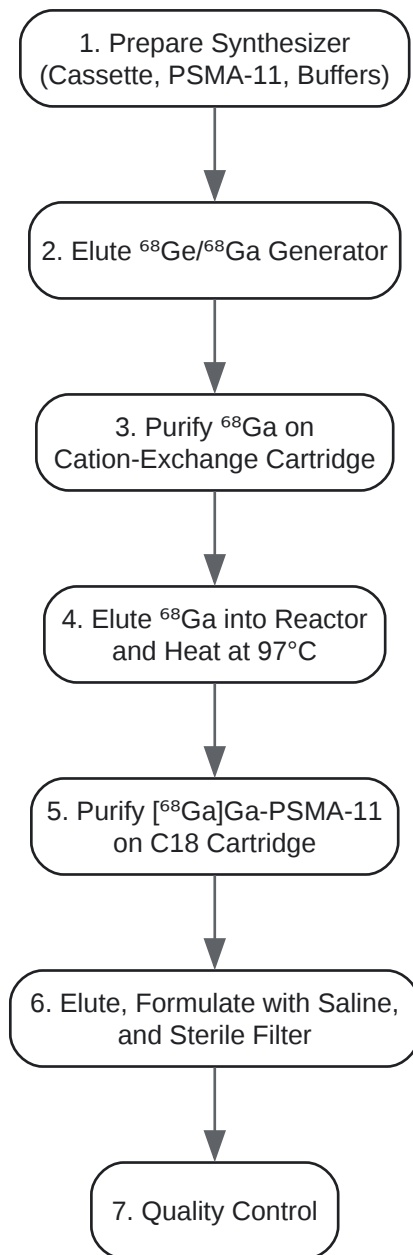 1. Prepare Synthesizer
(Cassette, PSMA-11, Buffers)
2. Elute ⁶⁸Ge/⁶⁸Ga Generator
3. Purify ⁶⁸Ga on
Cation-Exchange Cartridge
4. Elute ⁶⁸Ga into Reactor
and Heat at 97°C
5. Purify [⁶⁸Ga]Ga-PSMA-11
on C18 Cartridge
6. Elute, Formulate with Saline,
and Sterile Filter
7. Quality Control